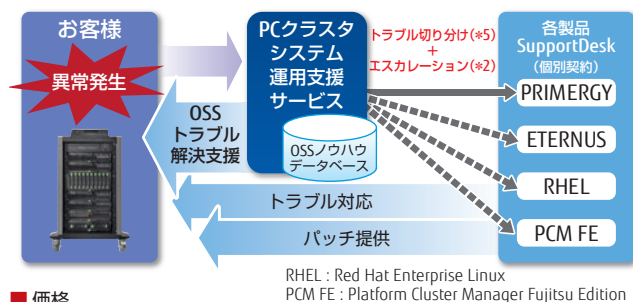 お客様
異常発生
PCクラスタ
システム
運用支援
サービス
OSSノウハウ
データベース
OSS
トラブル
解決支援
トラブル切り分け(*5)
+
エスカレーション(*2)
各製品
SupportDesk
(個別契約)
PRIMERGY
ETERNUS
RHEL
PCM FE
トラブル対応
パッチ提供
RHEL : Red Hat Enterprise Linux
PCM FE : Platform Cluster Manager Fujitsu Edition
■ 価格